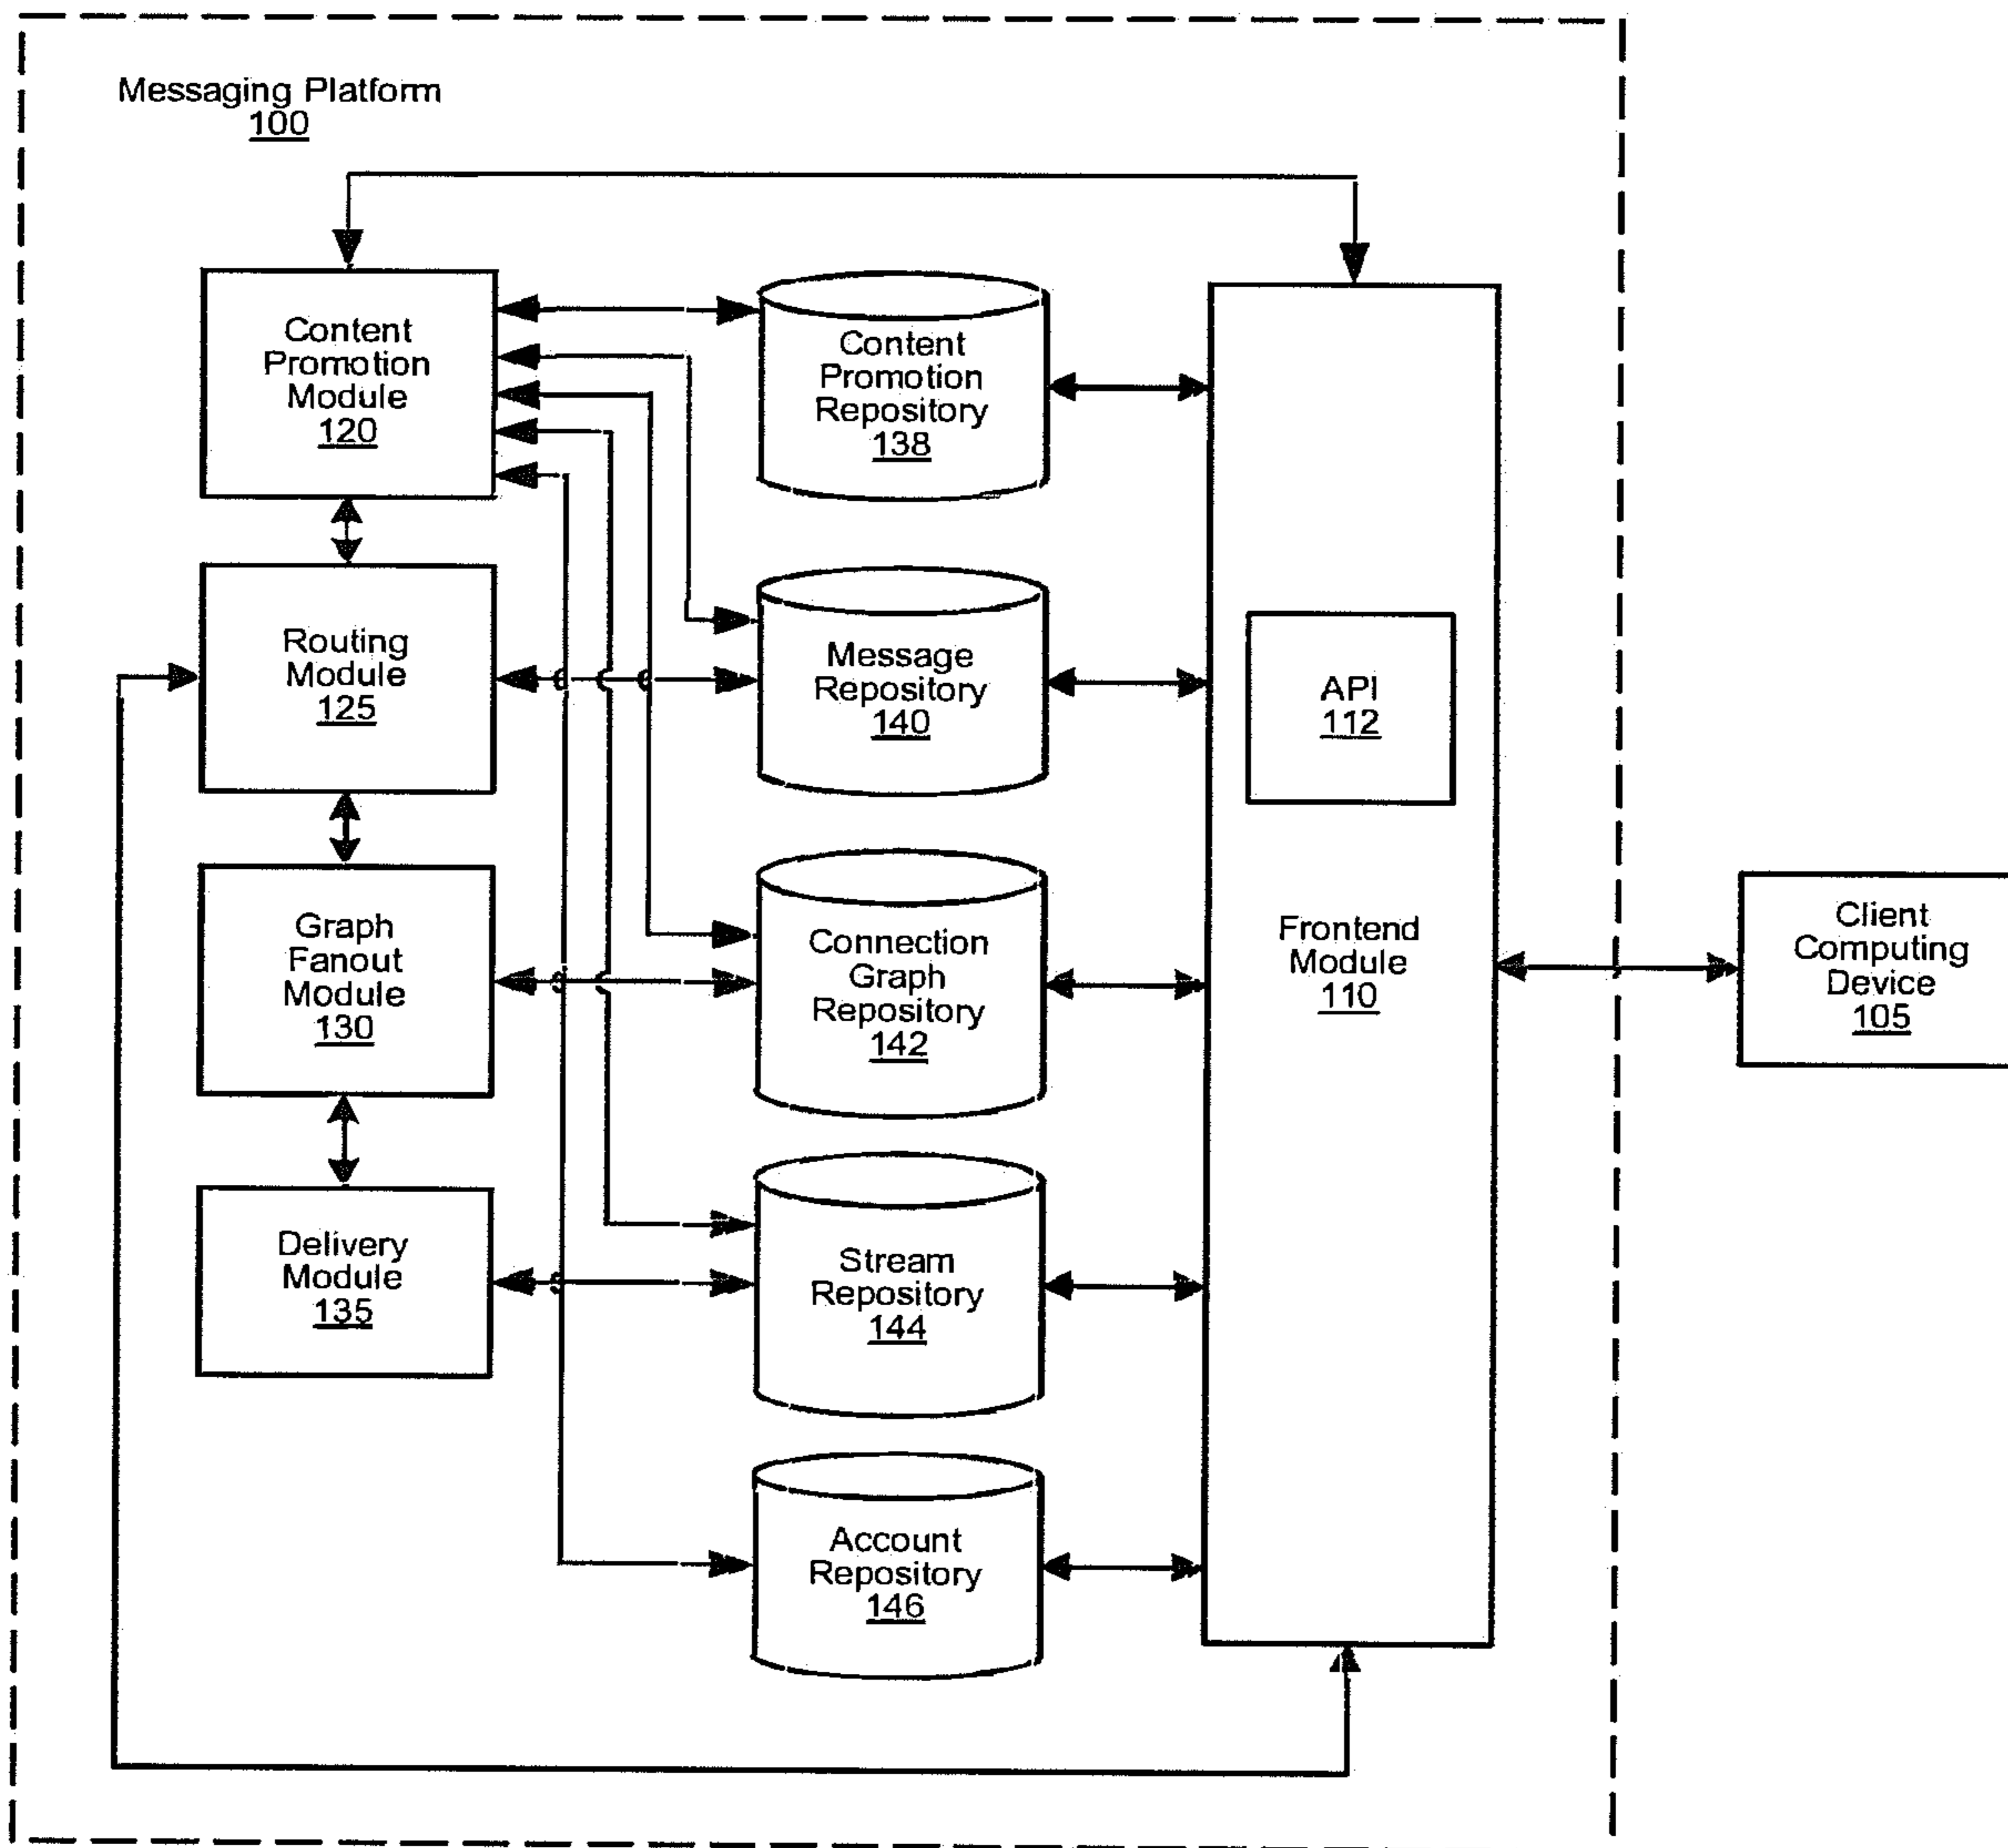 Messaging Platform
100
Content
Promotion
Module
120
Content
Promotion
Repository
138
Routing
Module
125
Message
Repository
140
API
112
Graph
Fanout
Module
130
Connection
Graph
Repository
142
Frontend
Module
110
Client
Computing
Device
105
Delivery
Module
135
Stream
Repository
144
Account
Repository
146